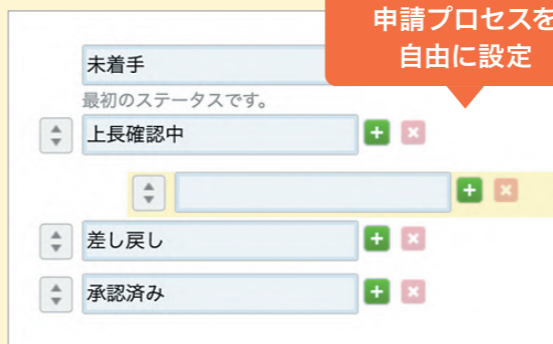 申請プロセスを
自由に設定
未着手
最初のステータスです。
上長確認中
差し戻し
承認済み